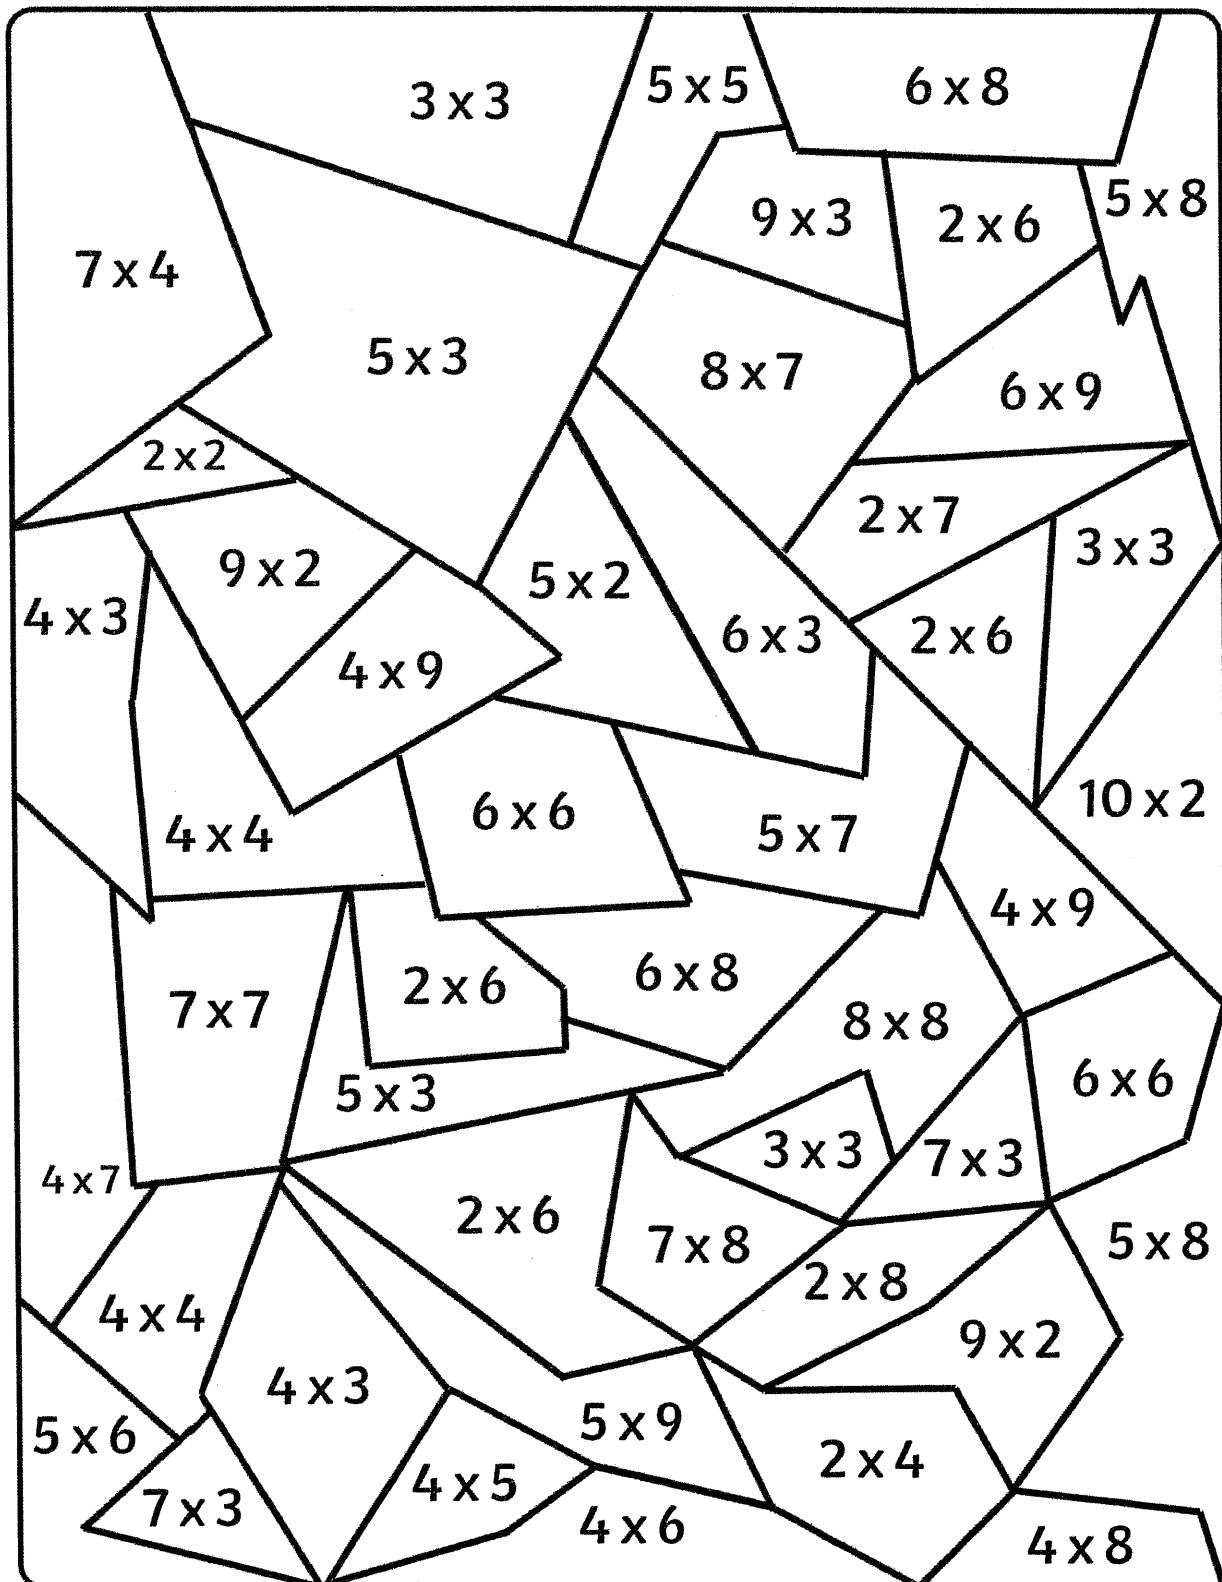 3 x 3
5 x 5
6 x 8
7 x 4
9 x 3
2 x 6
5 x 8
5 x 3
8 x 7
6 x 9
2 x 2
9 x 2
5 x 2
2 x 7
3 x 3
4 x 3
4 x 9
6 x 3
2 x 6
4 x 4
6 x 6
5 x 7
10 x 2
4 x 9
7 x 7
2 x 6
6 x 8
8 x 8
5 x 3
6 x 6
4 x 7
3 x 3
7 x 3
2 x 6
7 x 8
5 x 8
4 x 4
2 x 8
9 x 2
4 x 3
5 x 6
5 x 9
2 x 4
7 x 3
4 x 5
4 x 6
4 x 8